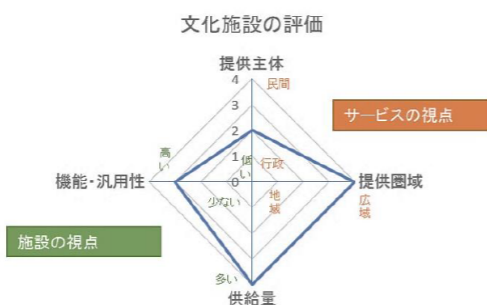 文化施設の評価
提供主体
4
民間
3
サービスの視点
2
高い
低い
1
行政
機能・汎用性
0
提供圏域
少ない
地域
広域
施設の視点
多い
供給量